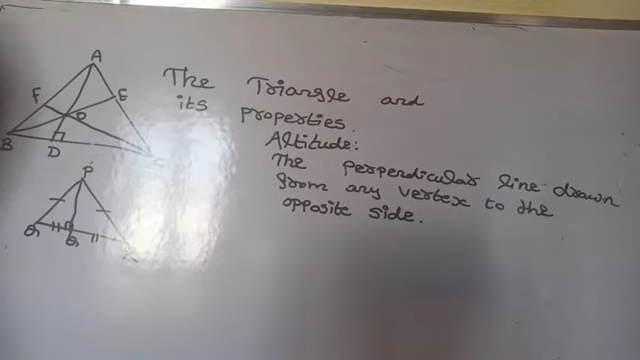 The Triangle and
its properties.
Altitude:
The perpendicular line drawn
from any vertex to the
opposite side.
A
F
E
O
B
D
C
P
Q